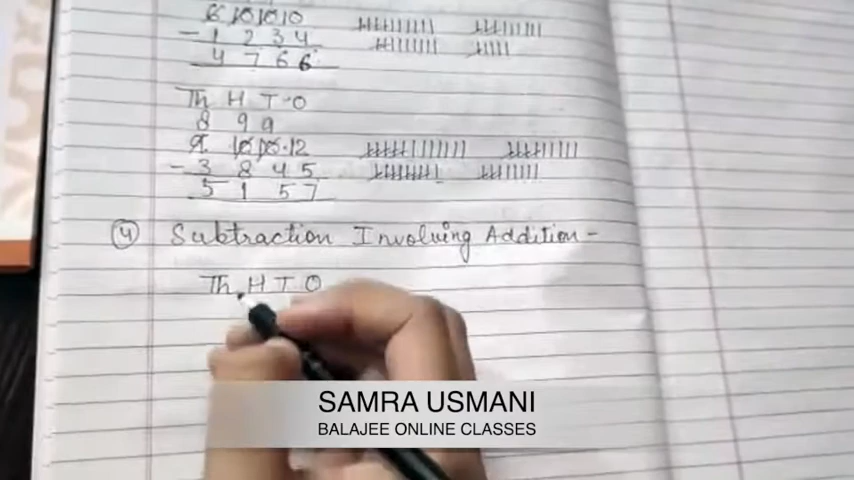 6 10 10 10
- 1 2 3 4
4 7 6 6
Th H T O
8 9 9
9 10 10 12
- 3 8 4 5
5 1 5 7
(4) Subtraction Involving Addition -
Th H T O
SAMRA USMANI
BALAJEE ONLINE CLASSES